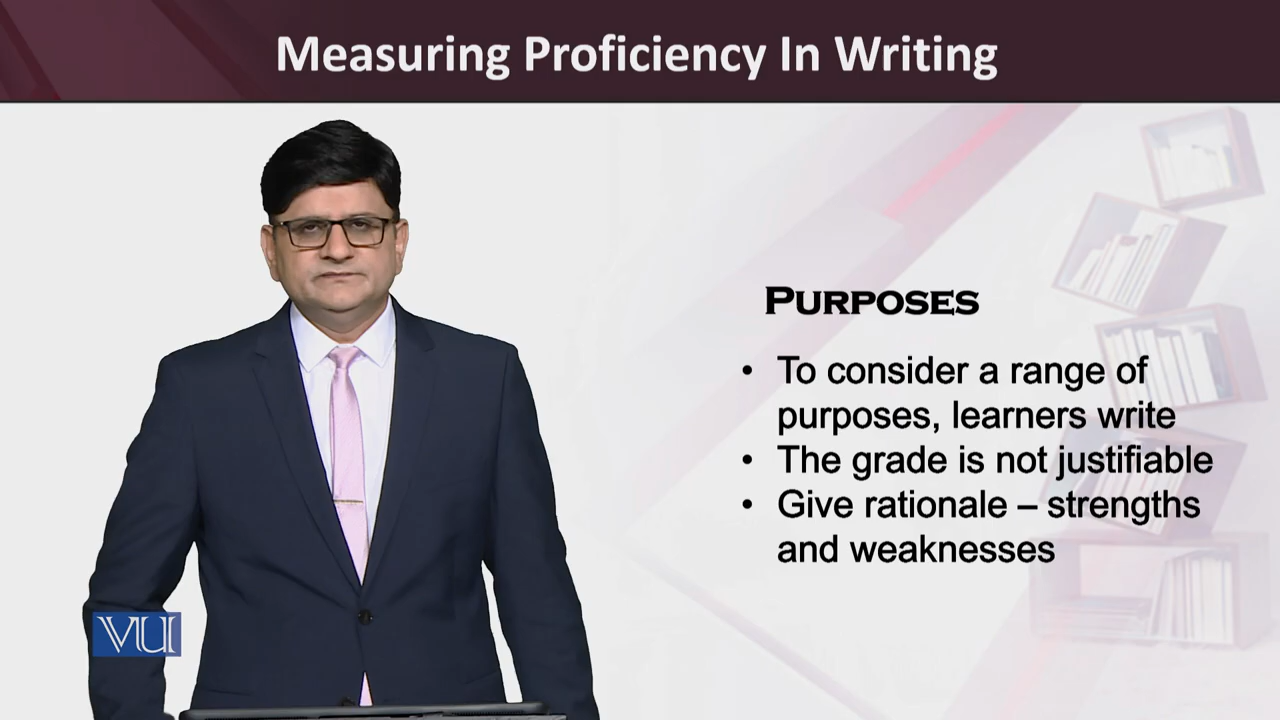 Measuring Proficiency In Writing
PURPOSES
• To consider a range of
purposes, learners write
• The grade is not justifiable
• Give rationale – strengths
and weaknesses
VU